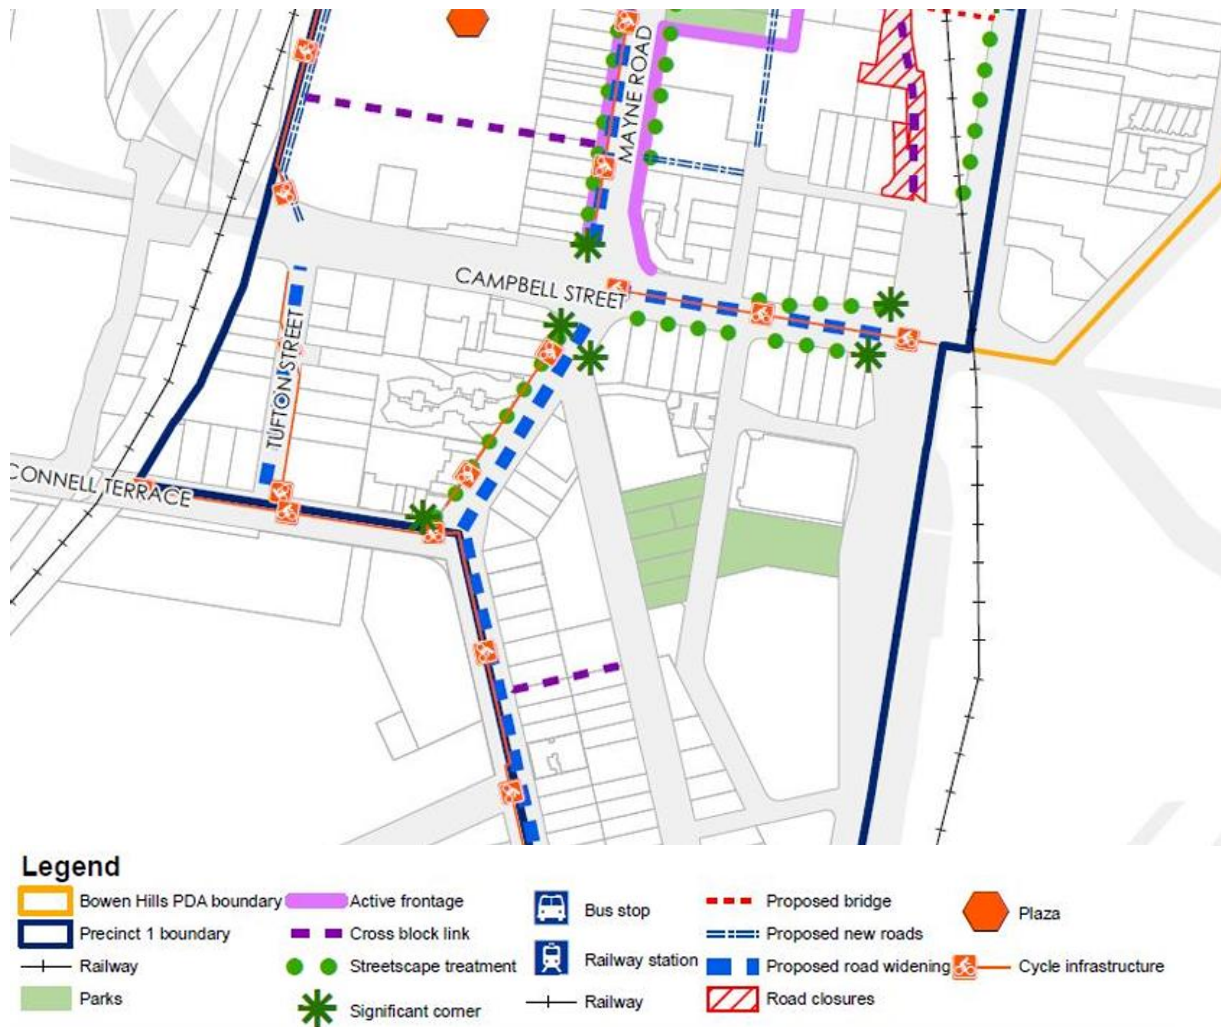 MAYNE ROAD
CAMPBELL STREET
TUFTON STREET
CONNELL TERRACE
Legend
Bowen Hills PDA boundary
Precinct 1 boundary
Railway
Parks
Active frontage
Cross block link
Streetscape treatment
Significant corner
Bus stop
Railway station
Railway
Proposed bridge
Proposed new roads
Proposed road widening
Road closures
Plaza
Cycle infrastructure